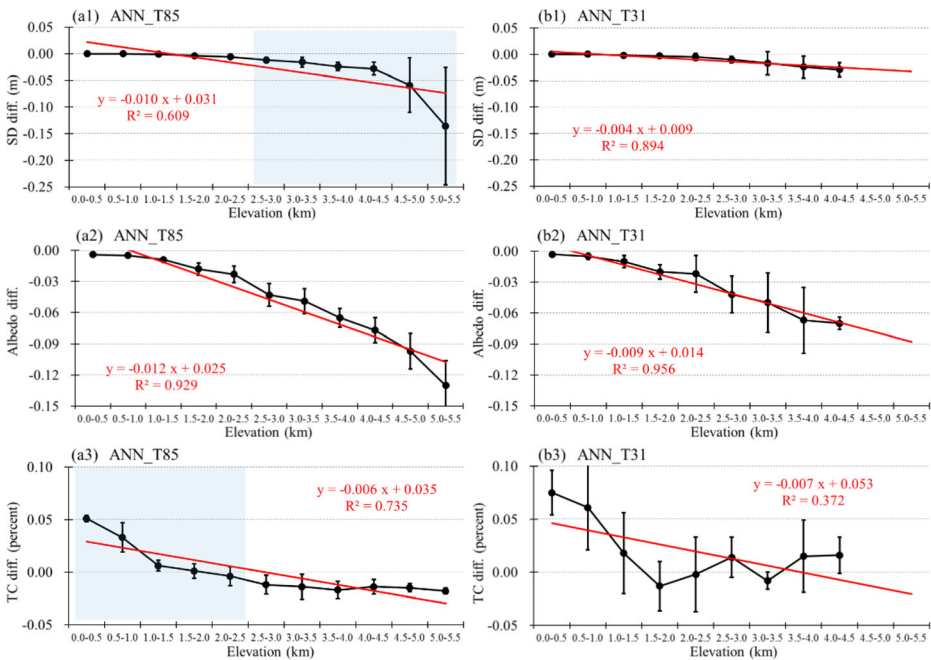 (a1) ANN_T85
0.05
0.00
-0.05
-0.10
-0.15
-0.20
-0.25
SD diff. (m)
y = -0.010 x + 0.031
R² = 0.609
0.0-0.5 0.5-1.0 1.0-1.5 1.5-2.0 2.0-2.5 2.5-3.0 3.0-3.5 3.5-4.0 4.0-4.5 4.5-5.0 5.0-5.5
Elevation (km)
(b1) ANN_T31
0.05
0.00
-0.05
-0.10
-0.15
-0.20
-0.25
SD diff. (m)
y = -0.004 x + 0.009
R² = 0.894
0.0-0.5 0.5-1.0 1.0-1.5 1.5-2.0 2.0-2.5 2.5-3.0 3.0-3.5 3.5-4.0 4.0-4.5 4.5-5.0 5.0-5.5
Elevation (km)
(a2) ANN_T85
0.00
-0.03
-0.06
-0.09
-0.12
-0.15
Albedo diff.
y = -0.012 x + 0.025
R² = 0.929
0.0-0.5 0.5-1.0 1.0-1.5 1.5-2.0 2.0-2.5 2.5-3.0 3.0-3.5 3.5-4.0 4.0-4.5 4.5-5.0 5.0-5.5
Elevation (km)
(b2) ANN_T31
0.00
-0.03
-0.06
-0.09
-0.12
-0.15
Albedo diff.
y = -0.009 x + 0.014
R² = 0.956
0.0-0.5 0.5-1.0 1.0-1.5 1.5-2.0 2.0-2.5 2.5-3.0 3.0-3.5 3.5-4.0 4.0-4.5 4.5-5.0 5.0-5.5
Elevation (km)
(a3) ANN_T85
0.10
0.05
0.00
-0.05
TC diff. (percent)
y = -0.006 x + 0.035
R² = 0.735
0.0-0.5 0.5-1.0 1.0-1.5 1.5-2.0 2.0-2.5 2.5-3.0 3.0-3.5 3.5-4.0 4.0-4.5 4.5-5.0 5.0-5.5
Elevation (km)
(b3) ANN_T31
0.10
0.05
0.00
-0.05
TC diff. (percent)
y = -0.007 x + 0.053
R² = 0.372
0.0-0.5 0.5-1.0 1.0-1.5 1.5-2.0 2.0-2.5 2.5-3.0 3.0-3.5 3.5-4.0 4.0-4.5 4.5-5.0 5.0-5.5
Elevation (km)